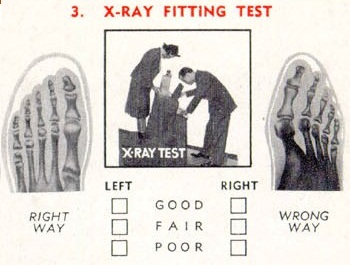 3. X-RAY FITTING TEST
X-RAY TEST
LEFT RIGHT
GOOD
FAIR
POOR
RIGHT
WAY
WRONG
WAY